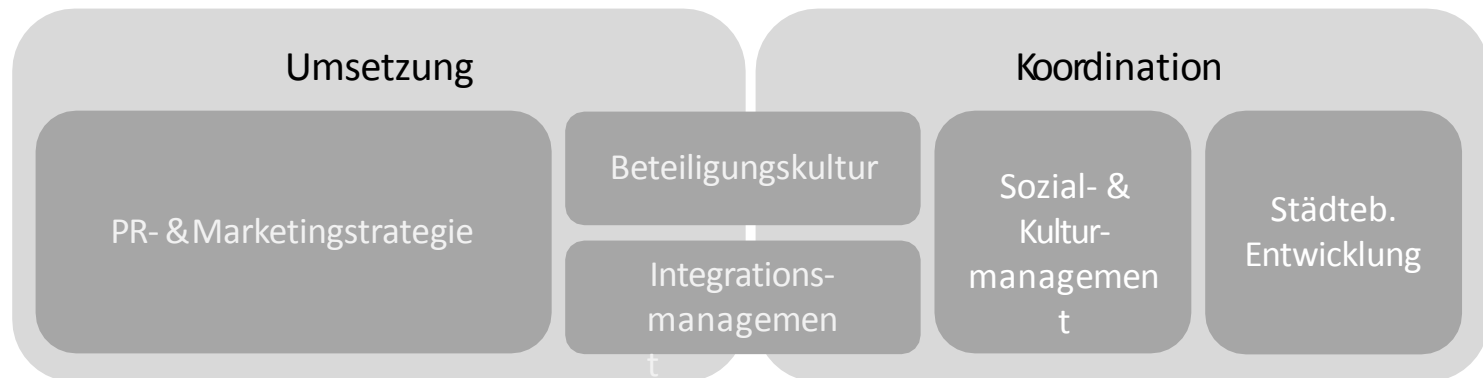 Umsetzung
Koordination
PR- & Marketingstrategie
Beteiligungskultur
Integrations-
managemen
t
Sozial- &
Kultur-
managemen
t
Städteb.
Entwicklung